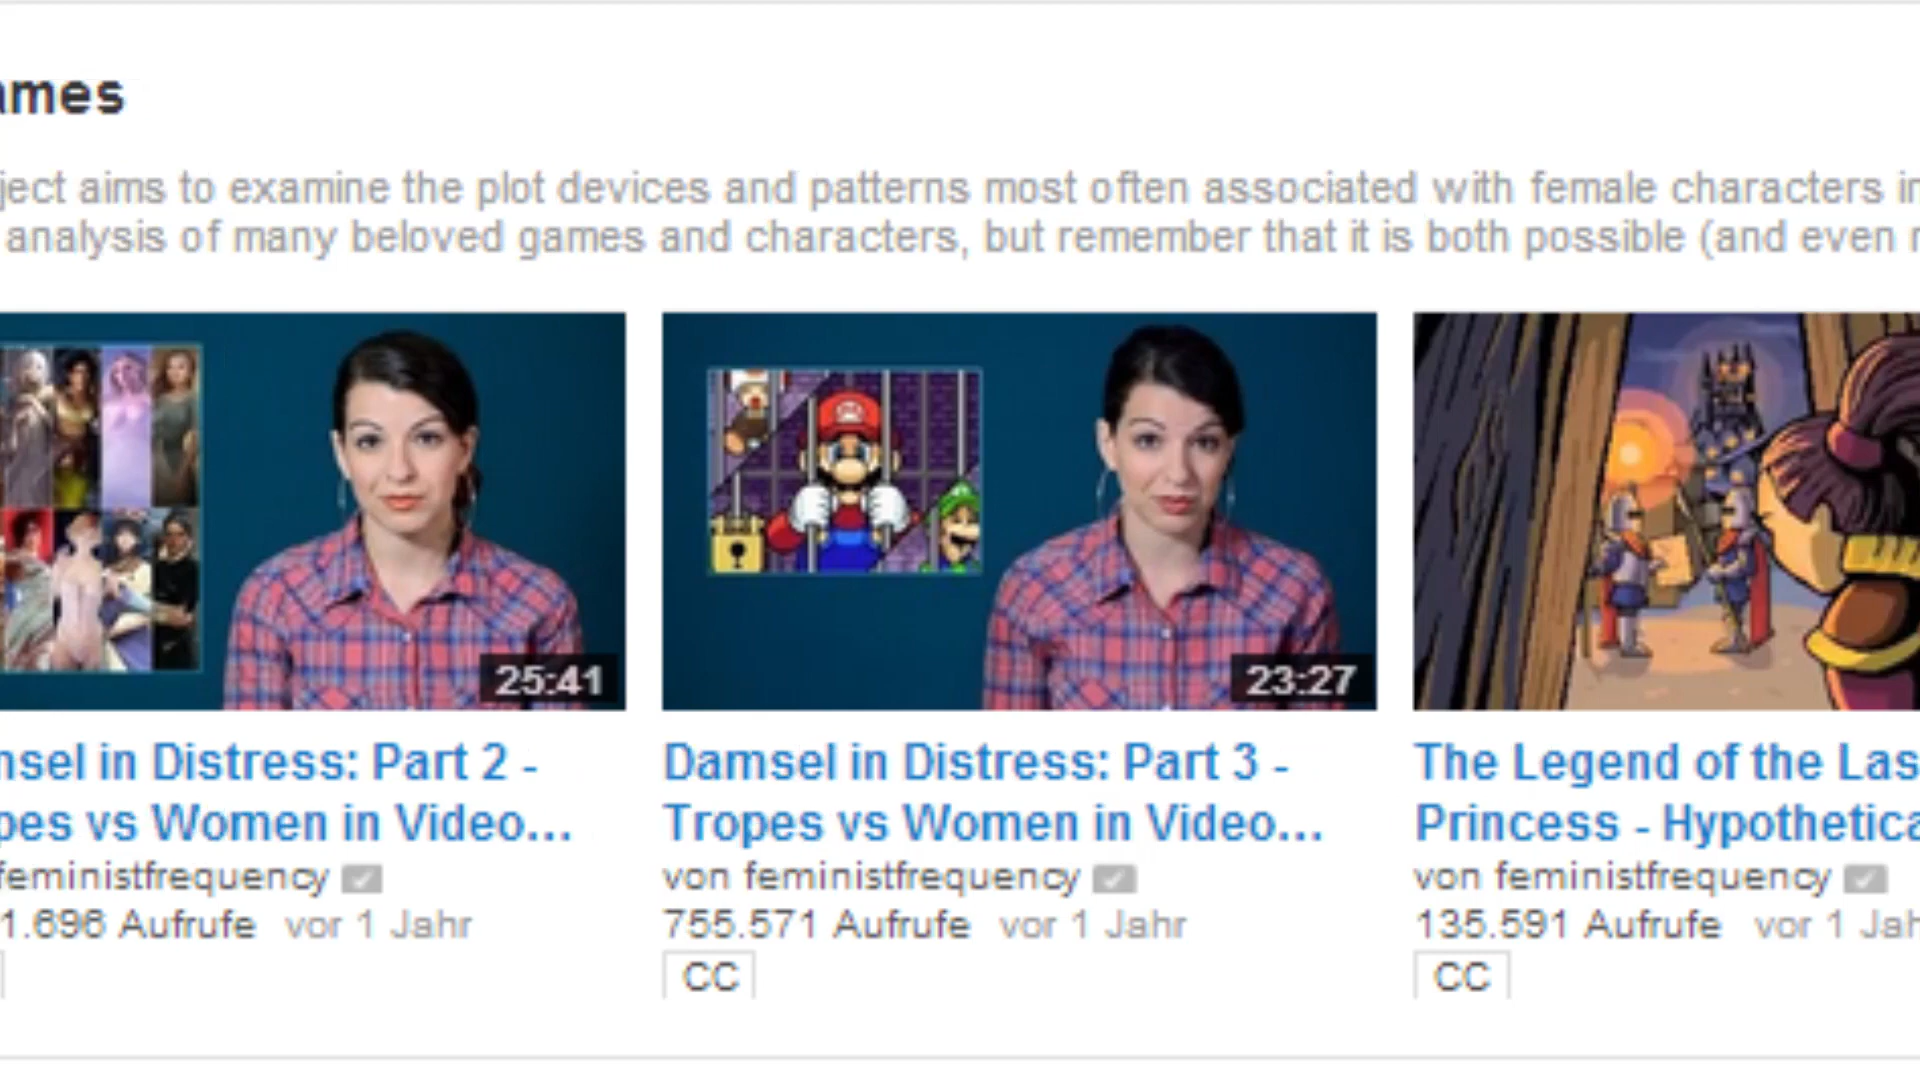 ames
ject aims to examine the plot devices and patterns most often associated with female characters in
analysis of many beloved games and characters, but remember that it is both possible (and even
25:41
23:27
nsel in Distress: Part 2 -
pes vs Women in Video...
feministfrequency
1.696 Aufrufe vor 1 Jahr
Damsel in Distress: Part 3 -
Tropes vs Women in Video...
von feministfrequency
755.571 Aufrufe vor 1 Jahr
CC
The Legend of the Las
Princess - Hypothetica
von feministfrequency
135.591 Aufrufe vor 1 Jah
CC